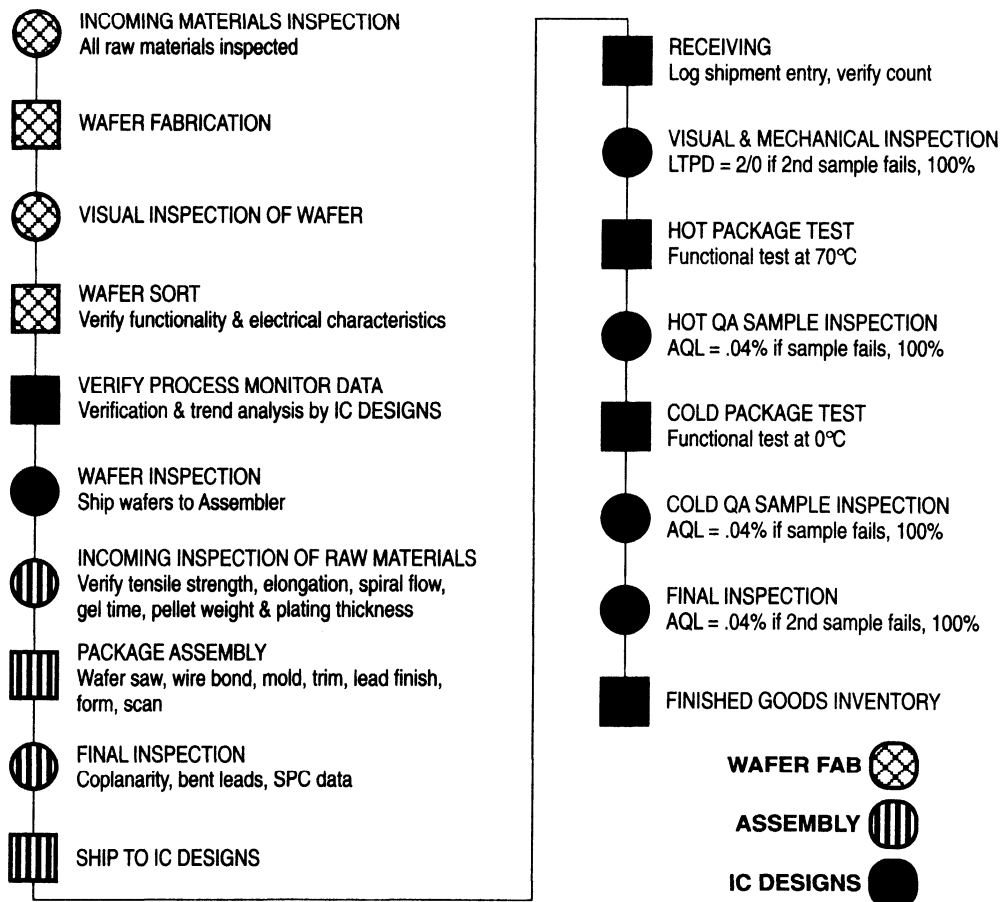 INCOMING MATERIALS INSPECTION
All raw materials inspected
WAFER FABRICATION
VISUAL INSPECTION OF WAFER
WAFER SORT
Verify functionality & electrical characteristics
VERIFY PROCESS MONITOR DATA
Verification & trend analysis by IC DESIGNS
WAFER INSPECTION
Ship wafers to Assembler
INCOMING INSPECTION OF RAW MATERIALS
Verify tensile strength, elongation, spiral flow,
gel time, pellet weight & plating thickness
PACKAGE ASSEMBLY
Wafer saw, wire bond, mold, trim, lead finish,
form, scan
FINAL INSPECTION
Coplanarity, bent leads, SPC data
SHIP TO IC DESIGNS
RECEIVING
Log shipment entry, verify count
VISUAL & MECHANICAL INSPECTION
LTPD = 2/0 if 2nd sample fails, 100%
HOT PACKAGE TEST
Functional test at 70°C
HOT QA SAMPLE INSPECTION
AQL = .04% if sample fails, 100%
COLD PACKAGE TEST
Functional test at 0°C
COLD QA SAMPLE INSPECTION
AQL = .04% if sample fails, 100%
FINAL INSPECTION
AQL = .04% if 2nd sample fails, 100%
FINISHED GOODS INVENTORY
WAFER FAB
ASSEMBLY
IC DESIGNS